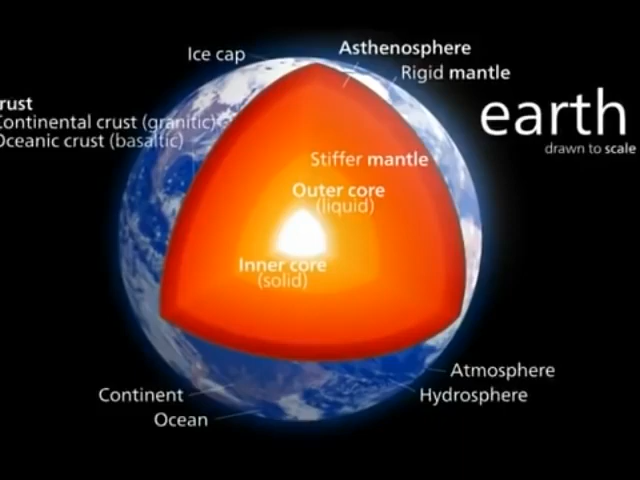 Ice cap
Asthenosphere
Rigid mantle
rust
Continental crust (granitic)
Oceanic crust (basaltic)
earth
drawn to scale
Stiffer mantle
Outer core
(liquid)
Inner core
(solid)
Atmosphere
Continent
Hydrosphere
Ocean